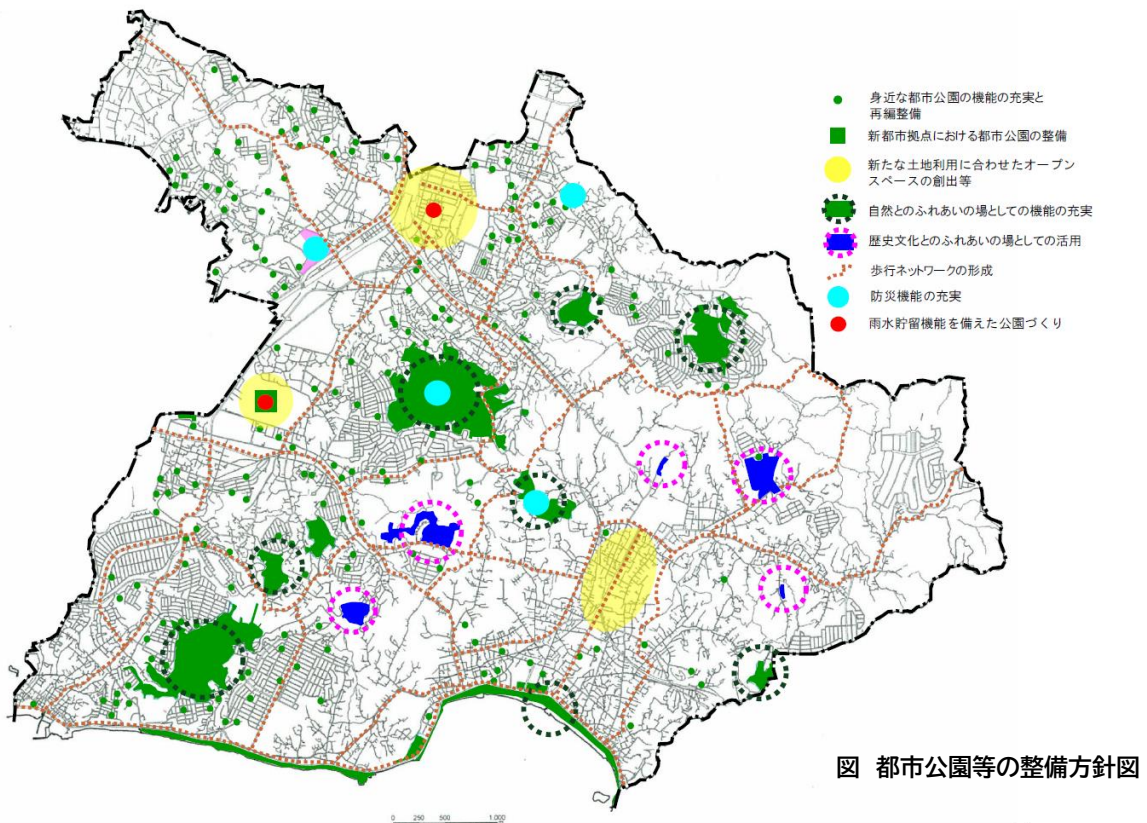 身近な都市公園の機能の充実と
再編整備
新都市拠点における都市公園の整備
新たな土地利用に合わせたオープン
スペースの創出等
自然とのふれあいの場としての機能の充実
歴史文化とのふれあいの場としての活用
歩行ネットワークの形成
防災機能の充実
雨水貯留機能を備えた公園づくり
図 都市公園等の整備方針図
0 250 500 1,000